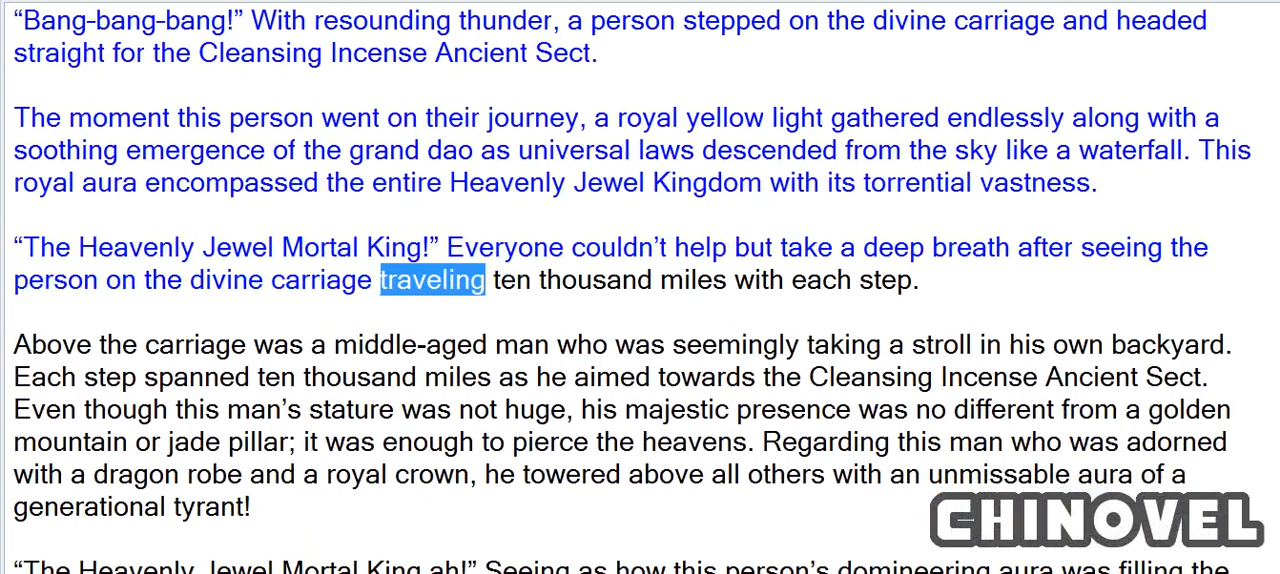 “Bang-bang-bang!” With resounding thunder, a person stepped on the divine carriage and headed
straight for the Cleansing Incense Ancient Sect.
The moment this person went on their journey, a royal yellow light gathered endlessly along with a
soothing emergence of the grand dao as universal laws descended from the sky like a waterfall. This
royal aura encompassed the entire Heavenly Jewel Kingdom with its torrential vastness.
“The Heavenly Jewel Mortal King!” Everyone couldn’t help but take a deep breath after seeing the
person on the divine carriage traveling ten thousand miles with each step.
Above the carriage was a middle-aged man who was seemingly taking a stroll in his own backyard.
Each step spanned ten thousand miles as he aimed towards the Cleansing Incense Ancient Sect.
Even though this man’s stature was not huge, his majestic presence was no different from a golden
mountain or jade pillar; it was enough to pierce the heavens. Regarding this man who was adorned
with a dragon robe and a royal crown, he towered above all others with an unmissable aura of a
generational tyrant!
CHINOVEL
“The Heavenly Jewel Mortal King ah!” Seeing as how this person’s domineering aura was filling the